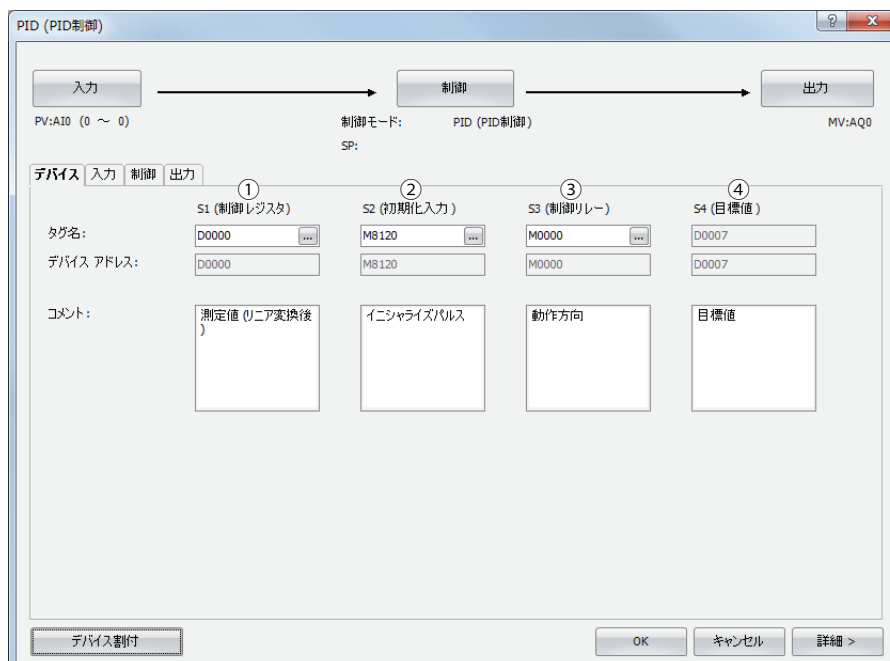 PID (PID制御)
入力
制御
出力
PV:AI0 (0 ～ 0)
制御モード: PID (PID制御)
MV:AQ0
SP:
デバイス 入力 制御 出力
① ② ③ ④
S1 (制御レジスタ) S2 (初期化入力) S3 (制御リレー) S4 (目標値)
タグ名: D0000 ... M8120 ... M0000 ... D0007
デバイス アドレス: D0000 M8120 M0000 D0007
コメント: 測定値 (リニア変換後 イニシャライズパルス 動作方向 目標値
)
デバイス割付 OK キャンセル 詳細 >